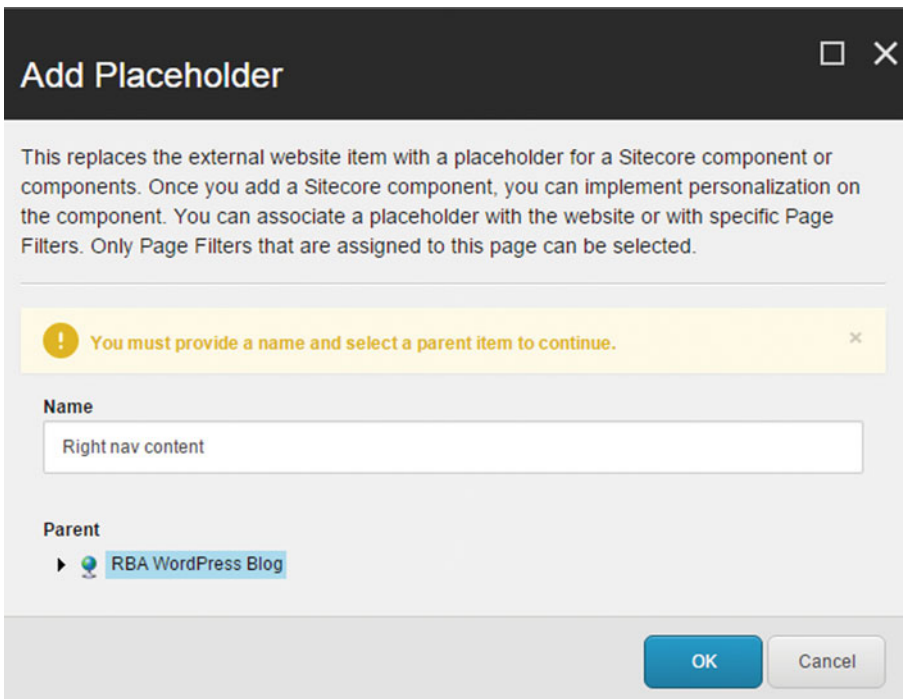 Add Placeholder
This replaces the external website item with a placeholder for a Sitecore component or
components. Once you add a Sitecore component, you can implement personalization on
the component. You can associate a placeholder with the website or with specific Page
Filters. Only Page Filters that are assigned to this page can be selected.
You must provide a name and select a parent item to continue.
Name
Right nav content
Parent
RBA WordPress Blog
OK Cancel